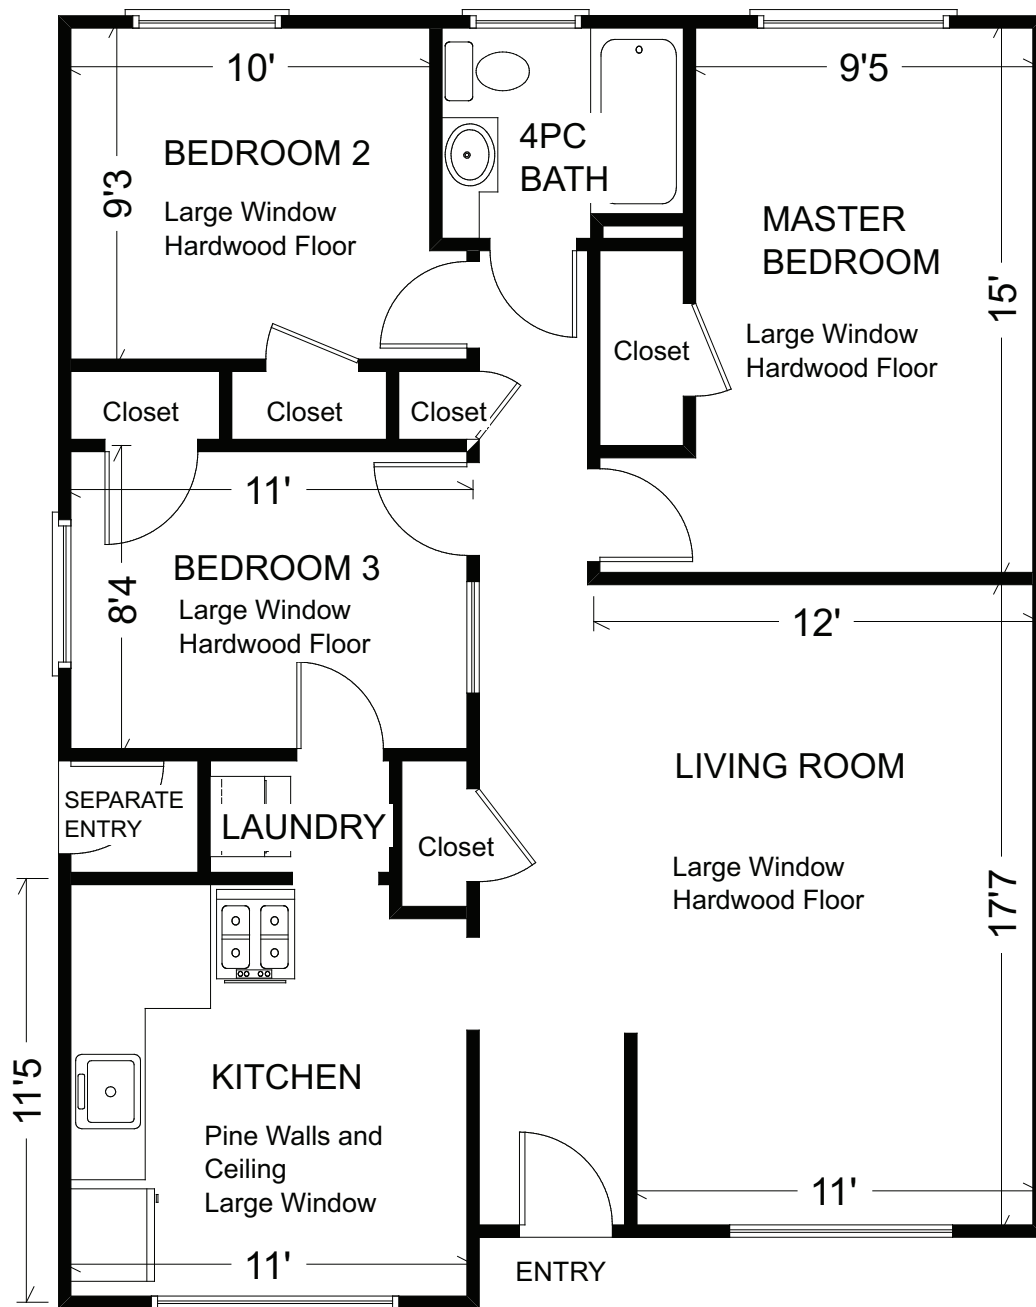 10'
9'5
BEDROOM 2
Large Window
Hardwood Floor
9'3
4PC
BATH
MASTER
BEDROOM
Large Window
Hardwood Floor
15'
Closet
Closet
Closet
Closet
11'
BEDROOM 3
Large Window
Hardwood Floor
8'4
12'
LIVING ROOM
Large Window
Hardwood Floor
17'7
SEPARATE
ENTRY
LAUNDRY
Closet
KITCHEN
Pine Walls and
Ceiling
Large Window
11'5
11'
11'
ENTRY